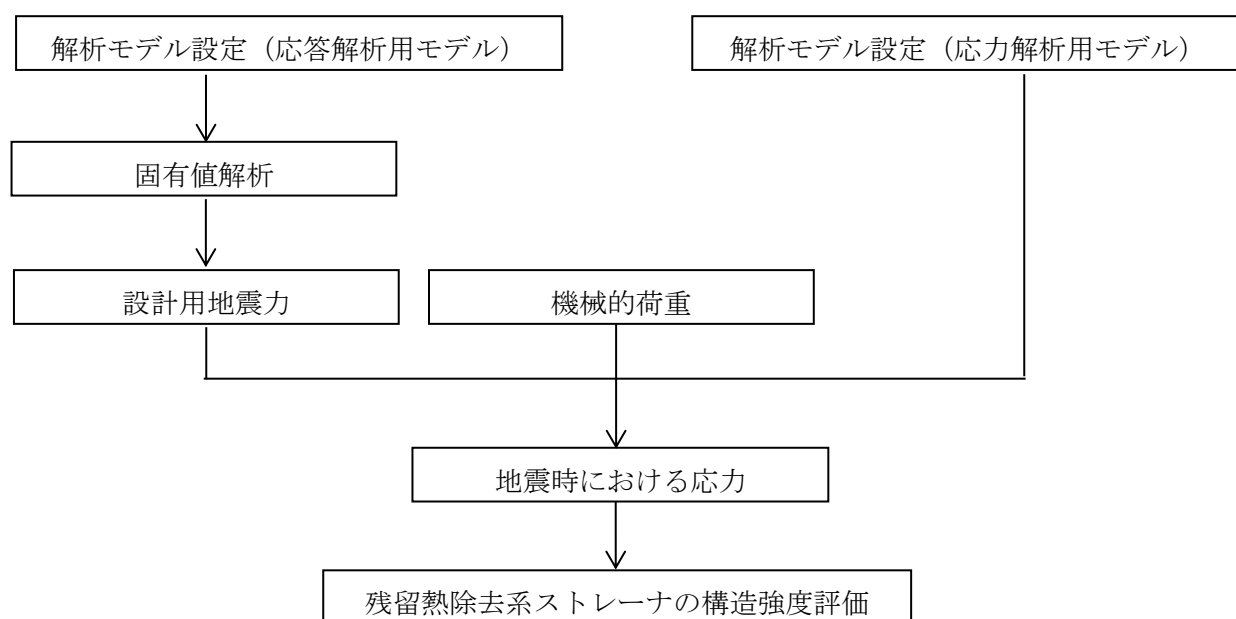 解析モデル設定（応答解析用モデル）
解析モデル設定（応力解析用モデル）
固有値解析
設計用地震力
機械的荷重
地震時における応力
残留熱除去系ストレーナの構造強度評価